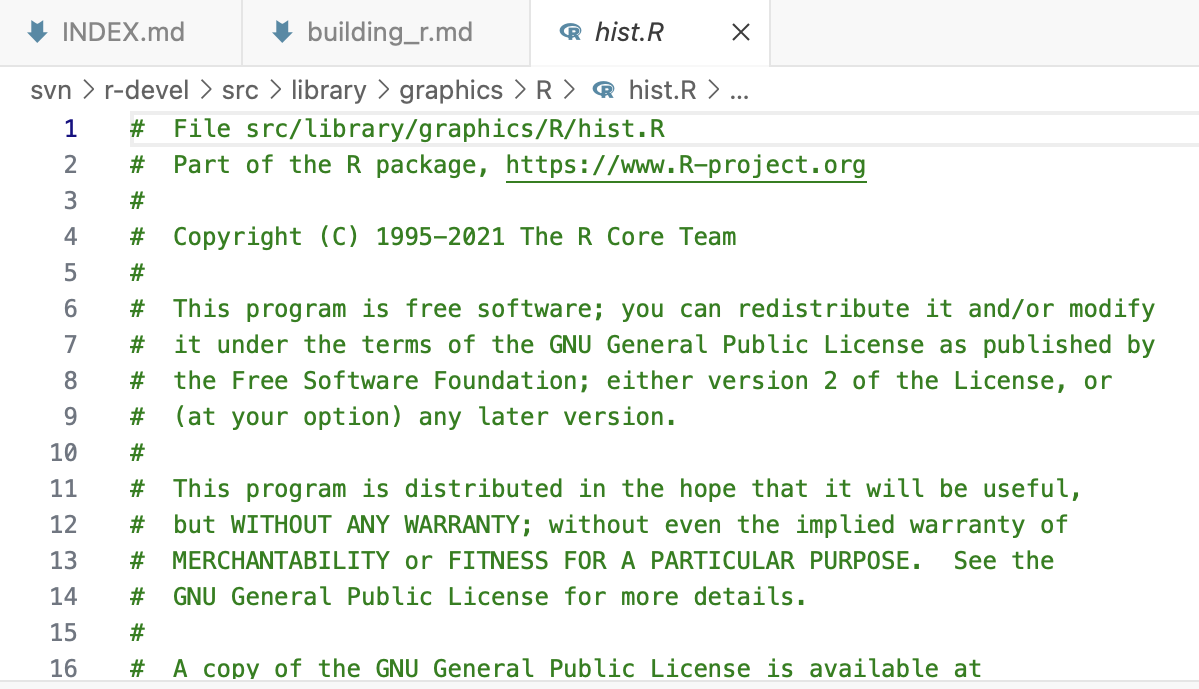 INDEX.md building_r.md hist.R
svn > r-devel > src > library > graphics > R > hist.R > ...
1 # File src/library/graphics/R/hist.R
2 # Part of the R package, https://www.R-project.org
3 #
4 # Copyright (C) 1995-2021 The R Core Team
5 #
6 # This program is free software; you can redistribute it and/or modify
7 # it under the terms of the GNU General Public License as published by
8 # the Free Software Foundation; either version 2 of the License, or
9 # (at your option) any later version.
10 #
11 # This program is distributed in the hope that it will be useful,
12 # but WITHOUT ANY WARRANTY; without even the implied warranty of
13 # MERCHANTABILITY or FITNESS FOR A PARTICULAR PURPOSE.  See the
14 # GNU General Public License for more details.
15 #
16 # A copy of the GNU General Public License is available at